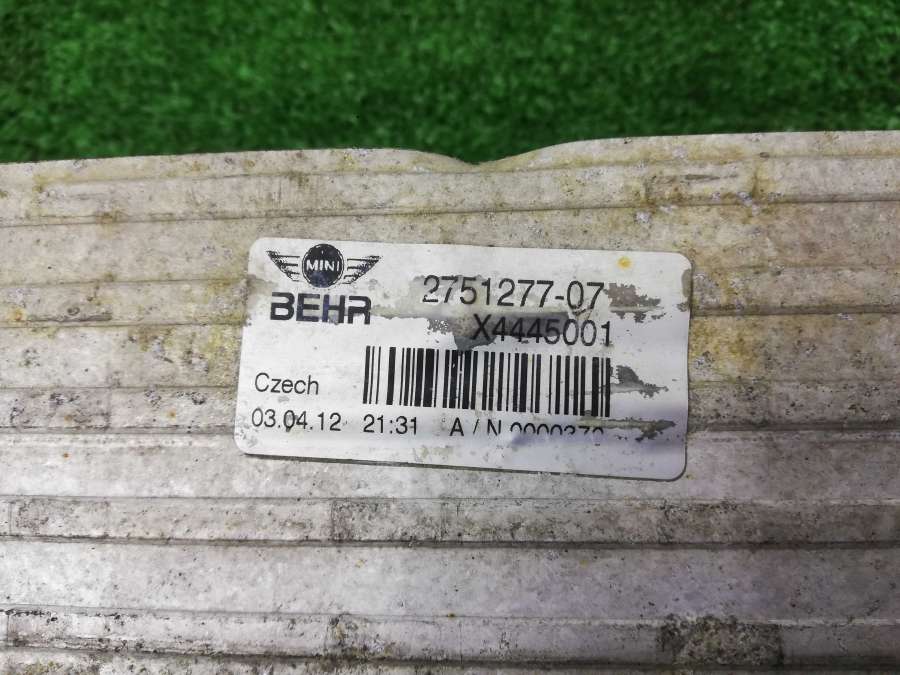 MINI
BEHR
2751277-07
X4445001
Czech
03.04.12 21:31 A / N